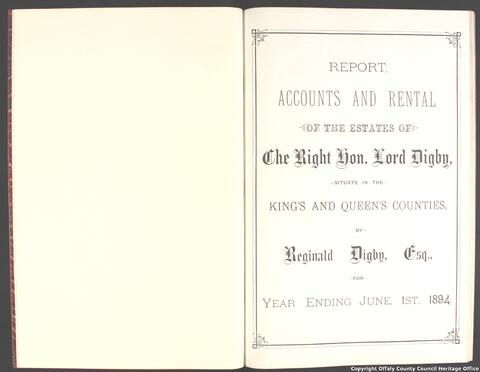 REPORT,
ACCOUNTS AND RENTAL
OF THE ESTATES OF
The Right Hon. Lord Digby,
-SITUATE IN THE-
KING'S AND QUEEN'S COUNTIES,
BY-
Reginald Digby, Esq.,
-FOR-
YEAR ENDING JUNE, 1ST. 1894
Copyright Offaly County Council Heritage Office